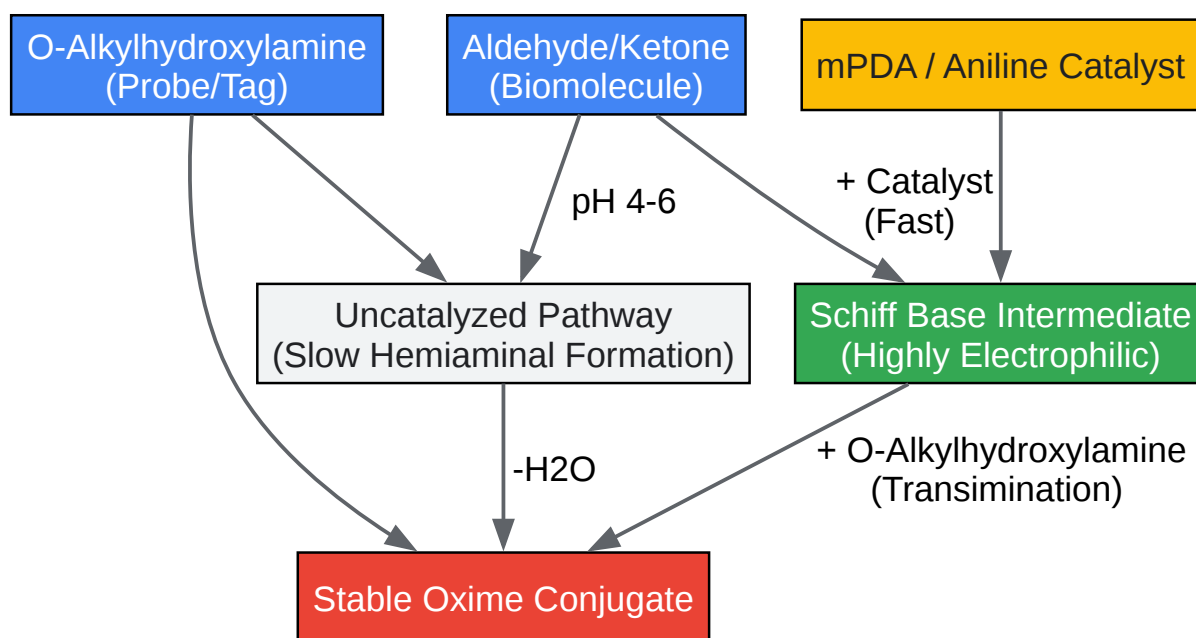 O-Alkylhydroxylamine
(Probe/Tag)
Aldehyde/Ketone
(Biomolecule)
mPDA / Aniline Catalyst
pH 4-6
+ Catalyst
(Fast)
Uncatalyzed Pathway
(Slow Hemiaminal Formation)
Schiff Base Intermediate
(Highly Electrophilic)
-H2O
+ O-Alkylhydroxylamine
(Transimination)
Stable Oxime Conjugate